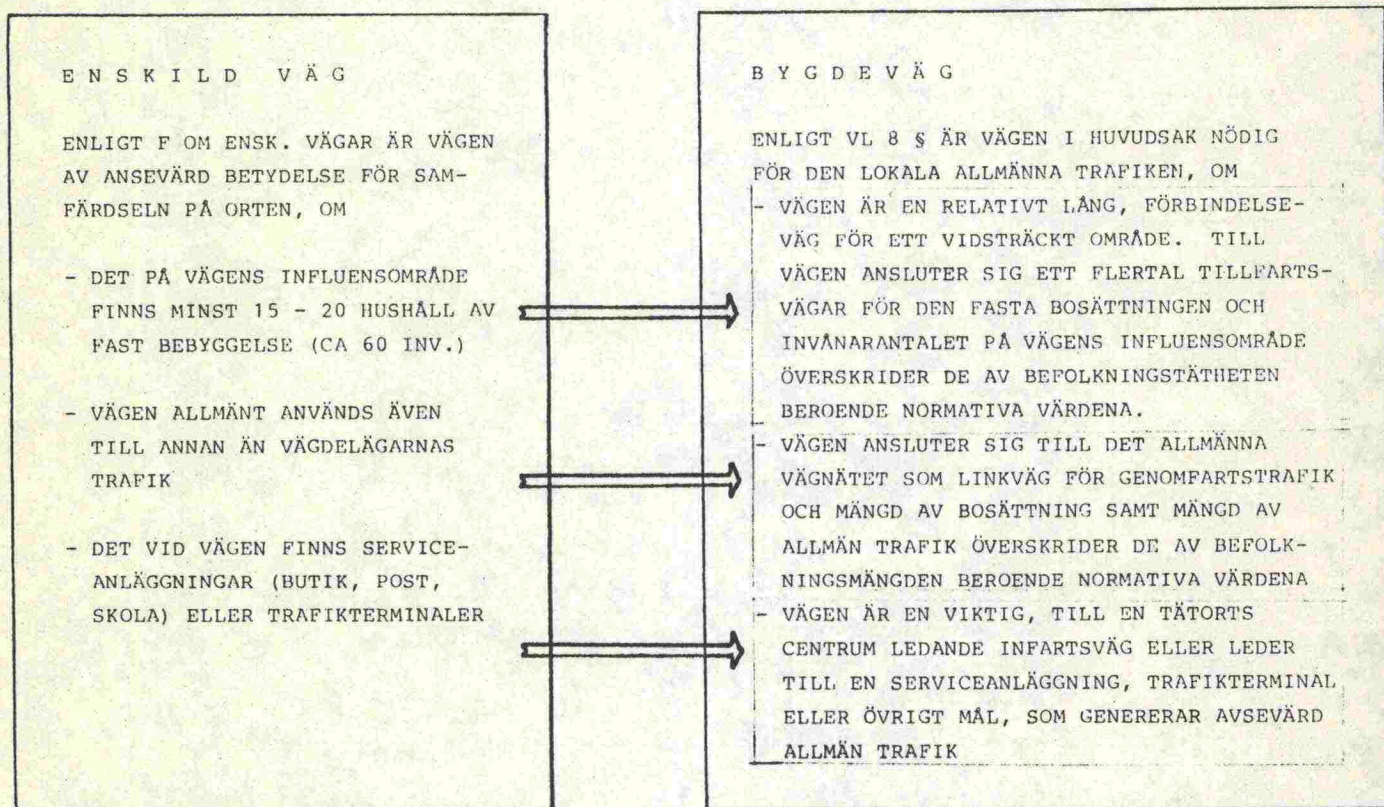 ENSKILD VÄG
ENLIGT F OM ENSK. VÄGAR ÄR VÄGEN
AV ANSEVÄRD BETYDELSE FÖR SAM-
FÄRDSELN PÅ ORTEN, OM
- DET PÅ VÄGENS INFLUENSOMRÅDE
FINNS MINST 15 - 20 HUSHÅLL AV
FAST BEBYGGELSE (CA 60 INV.)
- VÄGEN ALLMÄNT ANVÄNDS ÄVEN
TILL ANNAN ÄN VÄGDELÄGARNAS
TRAFIK
- DET VID VÄGEN FINNS SERVICE-
ANLÄGGNINGAR (BUTIK, POST,
SKOLA) ELLER TRAFIKTERMINALER
BYGDEVÄG
ENLIGT VL 8 § ÄR VÄGEN I HUVUDSAK NÖDIG
FÖR DEN LOKALA ALLMÄNNA TRAFIKEN, OM
- VÄGEN ÄR EN RELATIVT LÅNG, FÖRBINDELSE-
VÄG FÖR ETT VIDSTRÄCKT OMRÅDE. TILL
VÄGEN ANSLUTER SIG ETT FLERTAL TILLFARTS-
VÄGAR FÖR DEN FASTA BOSÄTTNINGEN OCH
INVÅNARANTALET PÅ VÄGENS INFLUENSOMRÅDE
ÖVERSKRIDER DE AV BEFOLKNINGSTÄTHETEN
BEROENDE NORMATIVA VÄRDENA.
- VÄGEN ANSLUTER SIG TILL DET ALLMÄNNA
VÄGNÄTET SOM LINKVÄG FÖR GENOMFARTSTRAFIK
OCH MÄNGD AV BOSÄTTNING SAMT MÄNGD AV
ALLMÄN TRAFIK ÖVERSKRIDER DE AV BEFOLK-
NINGSMÄNGDEN BEROENDE NORMATIVA VÄRDENA
- VÄGEN ÄR EN VIKTIG, TILL EN TÄTORTS
CENTRUM LEDANDE INFARTSVÄG ELLER LEDER
TILL EN SERVICEANLÄGGNING, TRAFIKTERMINAL
ELLER ÖVRIGT MÅL, SOM GENERERAR AVSEVÄRD
ALLMÄN TRAFIK